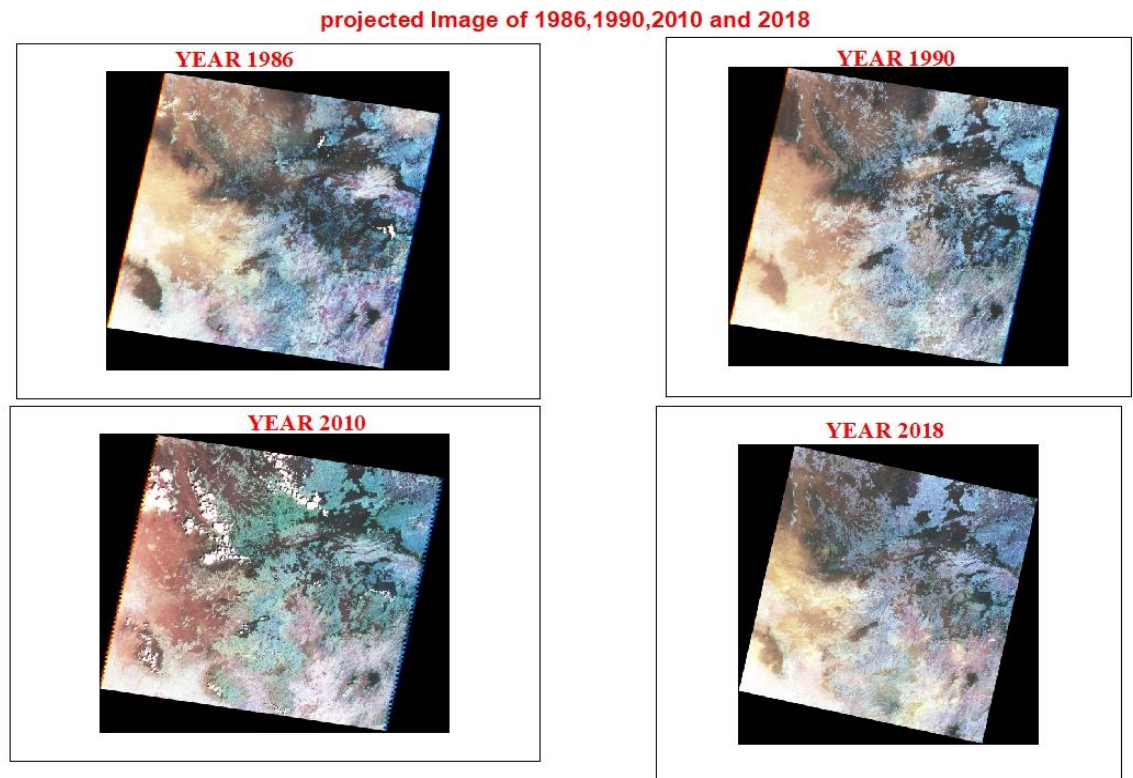 projected Image of 1986,1990,2010 and 2018
YEAR 1986
YEAR 1990
YEAR 2010
YEAR 2018